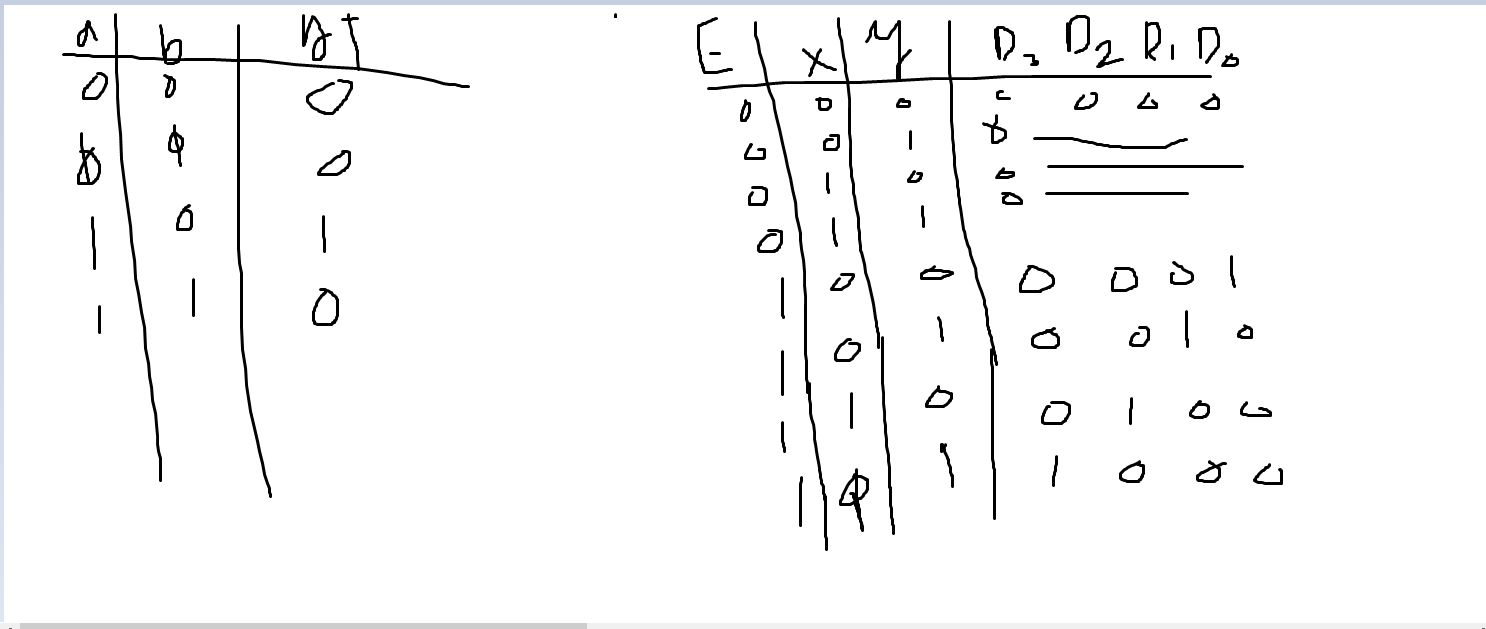 a b
0 0 0
0 1 0
1 0 1
1 1 0
E x y D3 D2 D1 D0
0 0 0 0 0 0 0
0 0 1 0
0 1 0 0
0 1 1 0
1 0 0 0 0 0 1
1 0 1 0 0 1 0
1 1 0 0 1 0 0
1 1 1 1 0 0 0